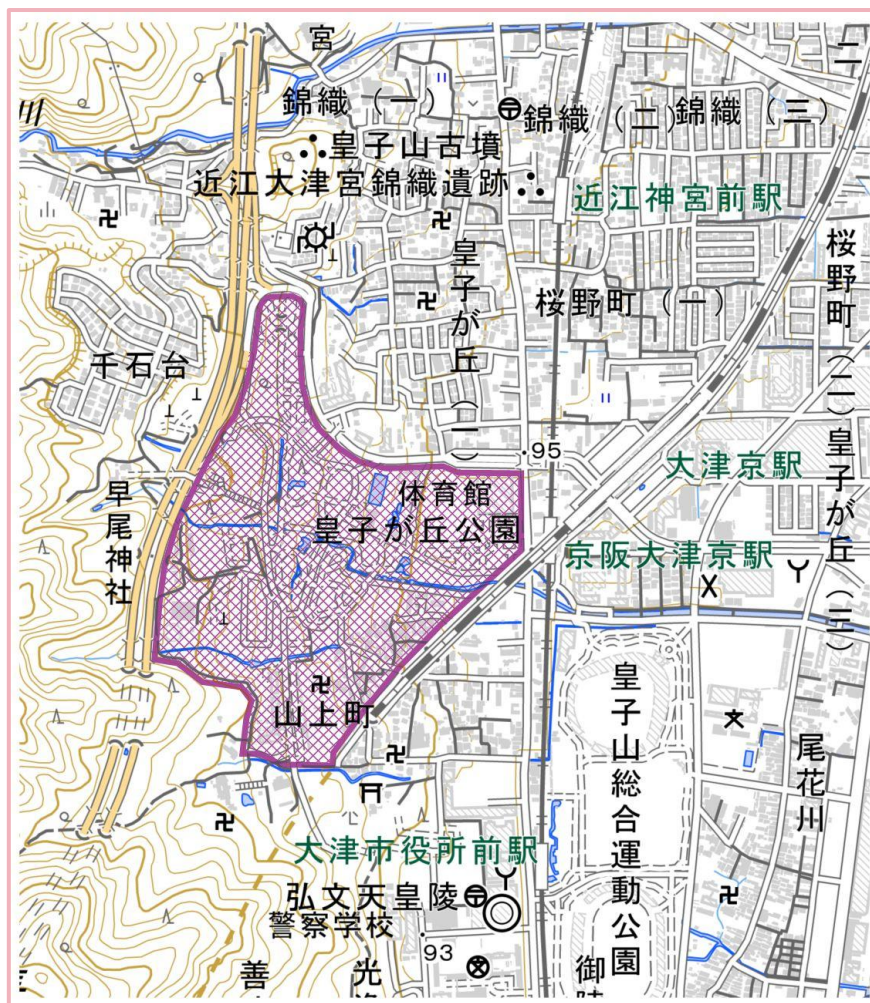 宮
錦織（一）
錦織（二）
錦織（三）
二
川
皇子山古墳
近江大津宮錦織遺跡
近江神宮前駅
桜野町（二）
皇子が丘（二）
桜野町（一）
千石台
95
大津京駅
皇子が丘（三）
体育館
皇子が丘公園
早尾神社
京阪大津京駅
山上町
皇子山総合運動公園
尾花川
大津市役所前駅
弘文天皇陵
警察学校
93
善
光
御